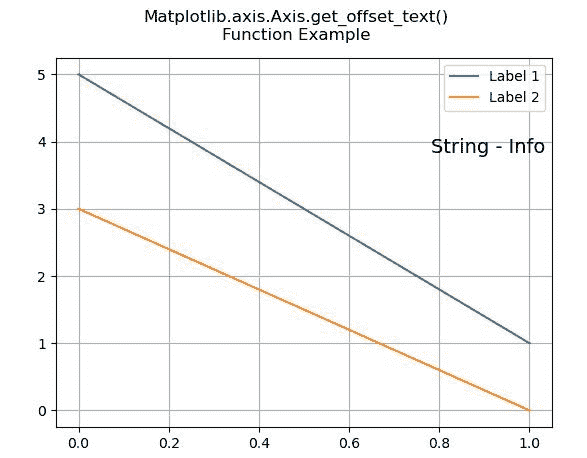 Matplotlib.axis.Axis.get_offset_text()
Function Example
Label 1
Label 2
String - Info
5
4
3
2
1
0
0.0 0.2 0.4 0.6 0.8 1.0